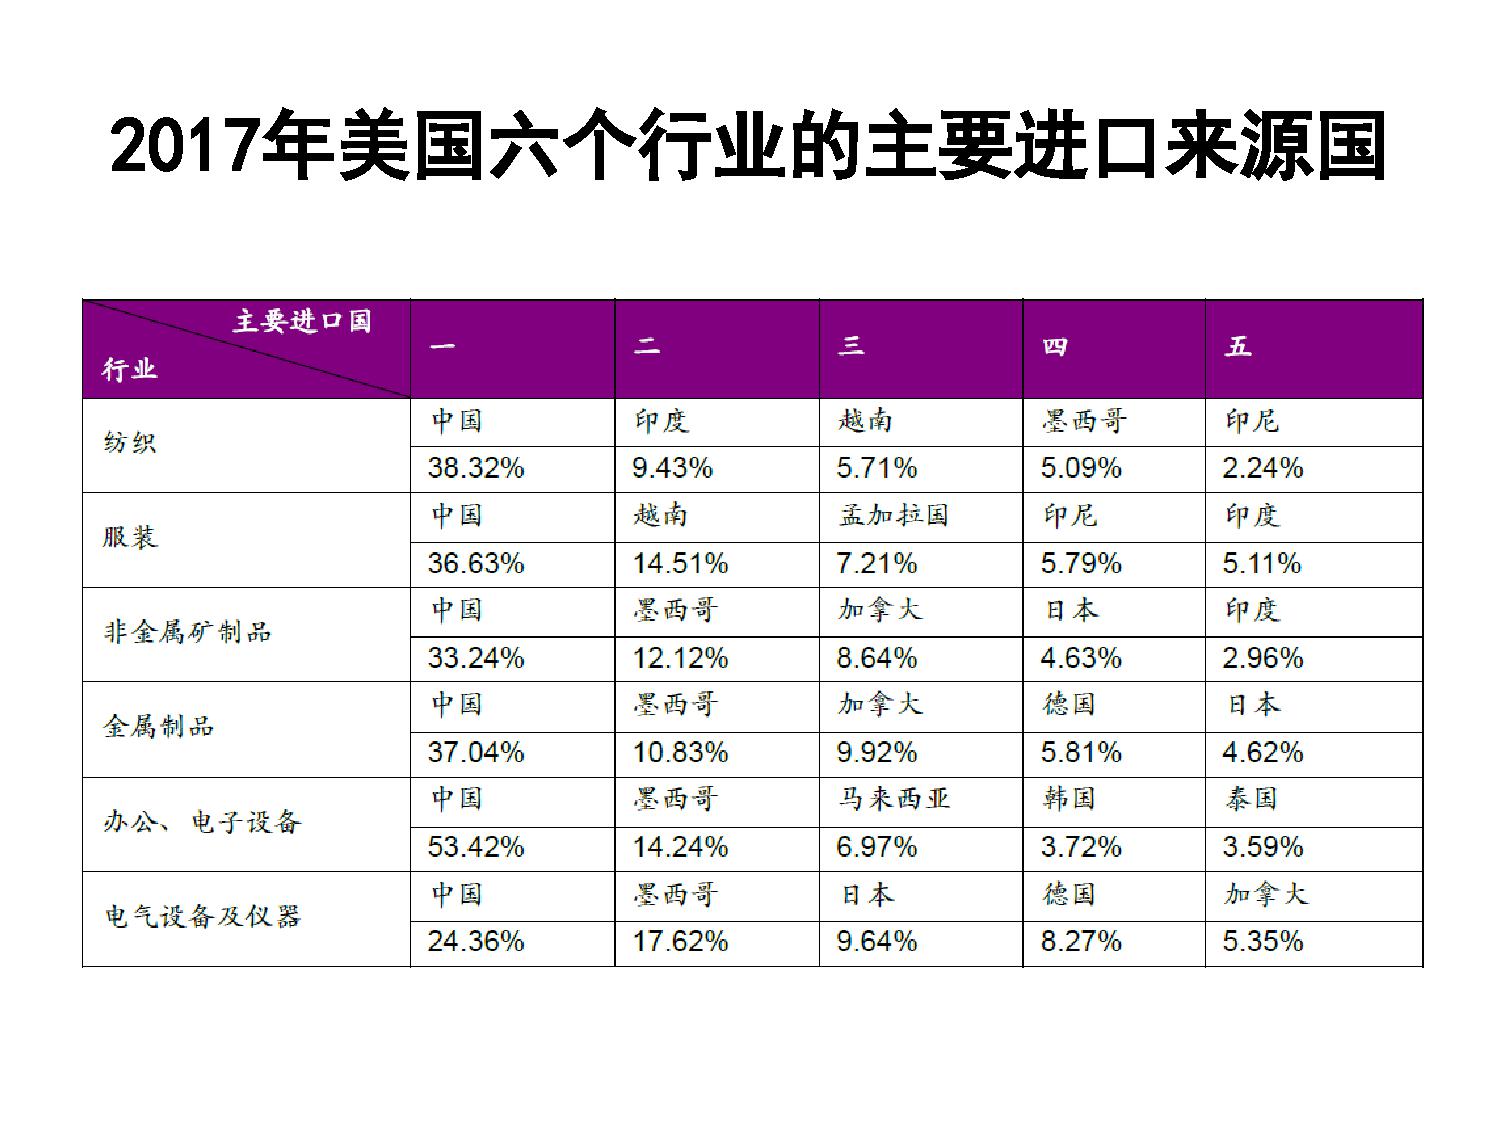 2017年美国六个行业的主要进口来源国
主要进口国
行业
一 二 三 四 五
纺织
中国 印度 越南 墨西哥 印尼
38.32% 9.43% 5.71% 5.09% 2.24%
服装
中国 越南 孟加拉国 印尼 印度
36.63% 14.51% 7.21% 5.79% 5.11%
非金属矿制品
中国 墨西哥 加拿大 日本 印度
33.24% 12.12% 8.64% 4.63% 2.96%
金属制品
中国 墨西哥 加拿大 德国 日本
37.04% 10.83% 9.92% 5.81% 4.62%
办公、电子设备
中国 墨西哥 马来西亚 韩国 泰国
53.42% 14.24% 6.97% 3.72% 3.59%
电气设备及仪器
中国 墨西哥 日本 德国 加拿大
24.36% 17.62% 9.64% 8.27% 5.35%